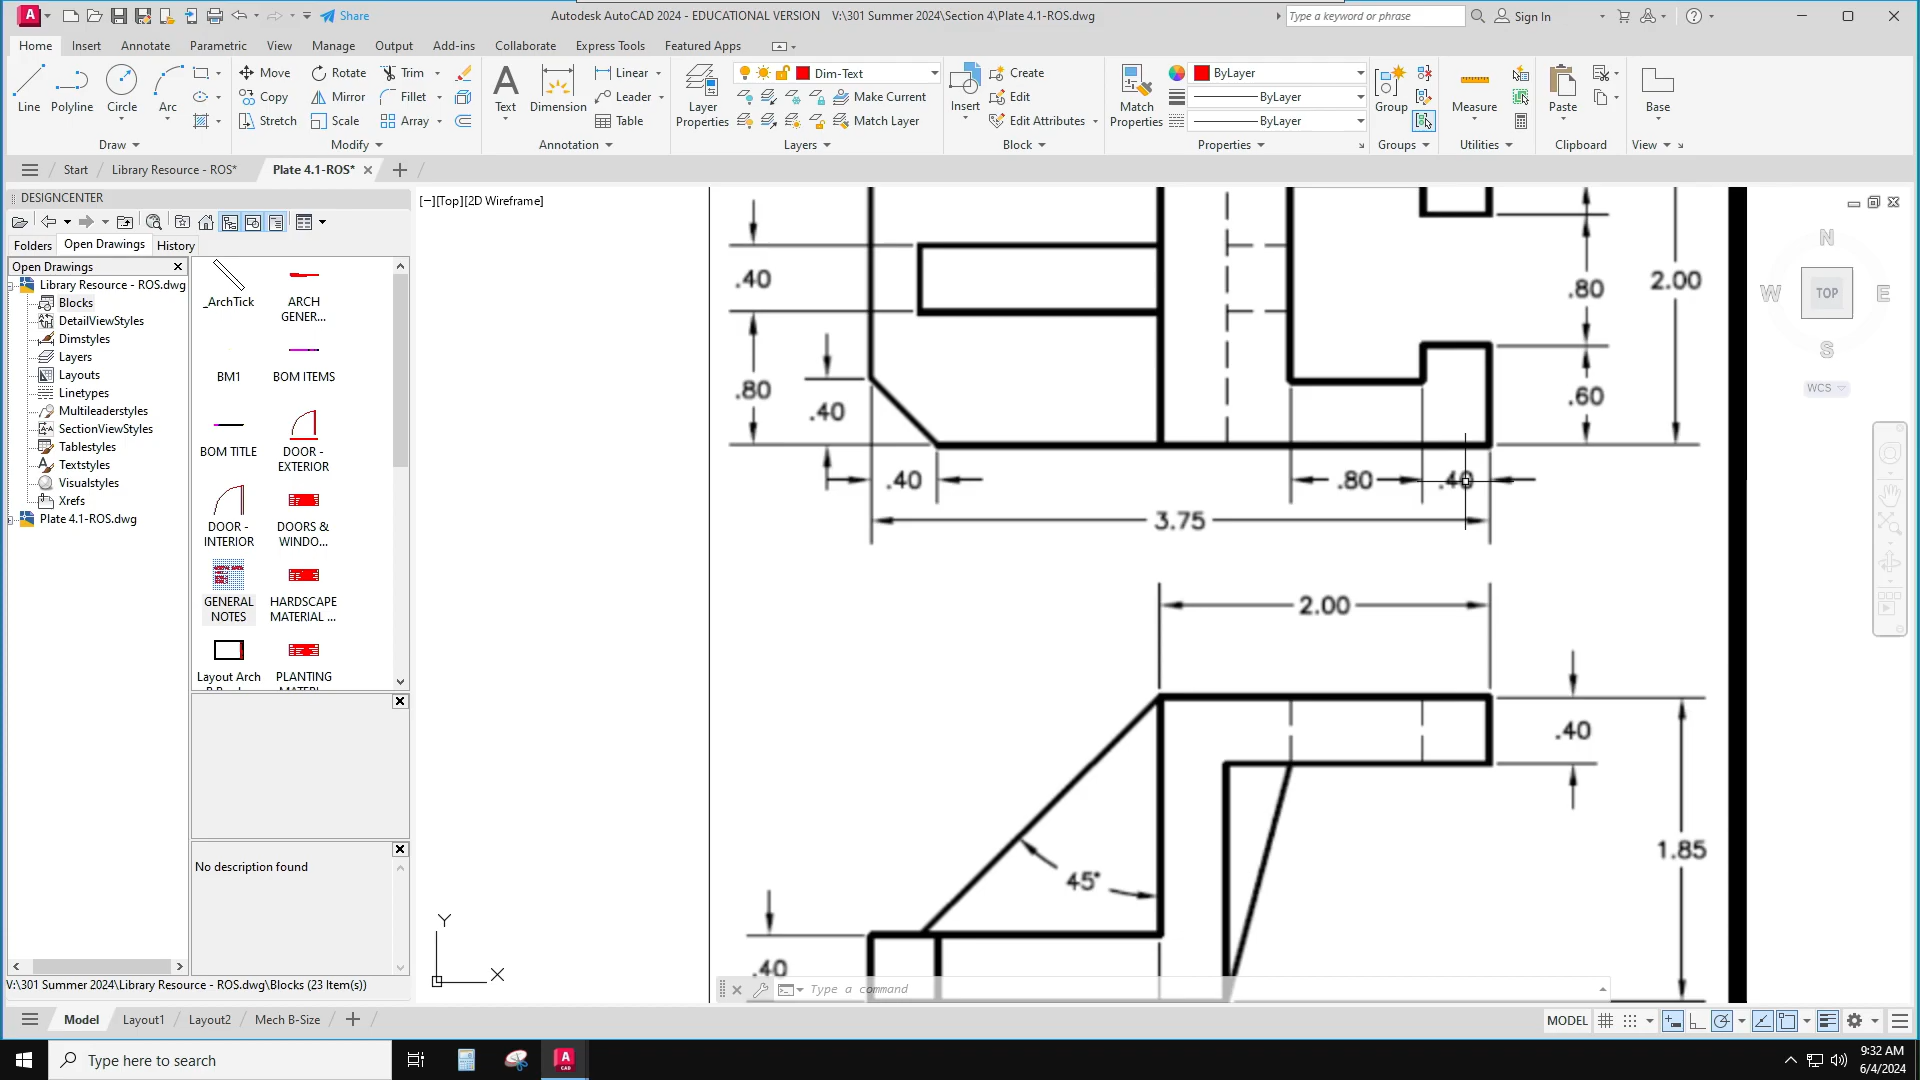 Share
Autodesk AutoCAD 2024 - EDUCATIONAL VERSION V:\301 Summer 2024\Section 4\Plate 4.1-ROS.dwg
Type a keyword or phrase
Sign In
Home Insert Annotate Parametric View Manage Output Add-ins Collaborate Express Tools Featured Apps
Line Polyline Circle Arc
Move Rotate Trim
Copy Mirror Fillet
Stretch Scale Array
Text Dimension
Linear
Leader
Table
Layer
Properties
Dim-Text
Make Current
Match Layer
Insert
Create
Edit
Edit Attributes
Match
Properties
ByLayer
ByLayer
ByLayer
Group
Measure
Paste
Base
Draw Modify Annotation Layers Block Properties Groups Utilities Clipboard View
Start Library Resource - ROS* Plate 4.1-ROS*
DESIGNCENTER
Folders Open Drawings History
Open Drawings
Library Resource - ROS.dwg
Blocks
DetailViewStyles
Dimstyles
Layers
Layouts
Linetypes
Multileaderstyles
SectionViewStyles
Tablestyles
Textstyles
Visualstyles
Xrefs
Plate 4.1-ROS.dwg
_ArchTick
ARCH
GENER...
BM1
BOM ITEMS
BOM TITLE
DOOR -
EXTERIOR
DOOR -
INTERIOR
DOORS &
WINDO...
GENERAL
NOTES
HARDSCAPE
MATERIAL ...
Layout Arch
PLANTING
No description found
V:\301 Summer 2024\Library Resource - ROS.dwg\Blocks (23 Item(s))
[−][Top][2D Wireframe]
N
W TOP E
S
WCS
.40
.80
.40
.40
3.75
.80
.40
.80
.60
2.00
2.00
.40
1.85
45°
.40
Y
X
Type a command
Model Layout1 Layout2 Mech B-Size
MODEL
Type here to search
9:32 AM
6/4/2024